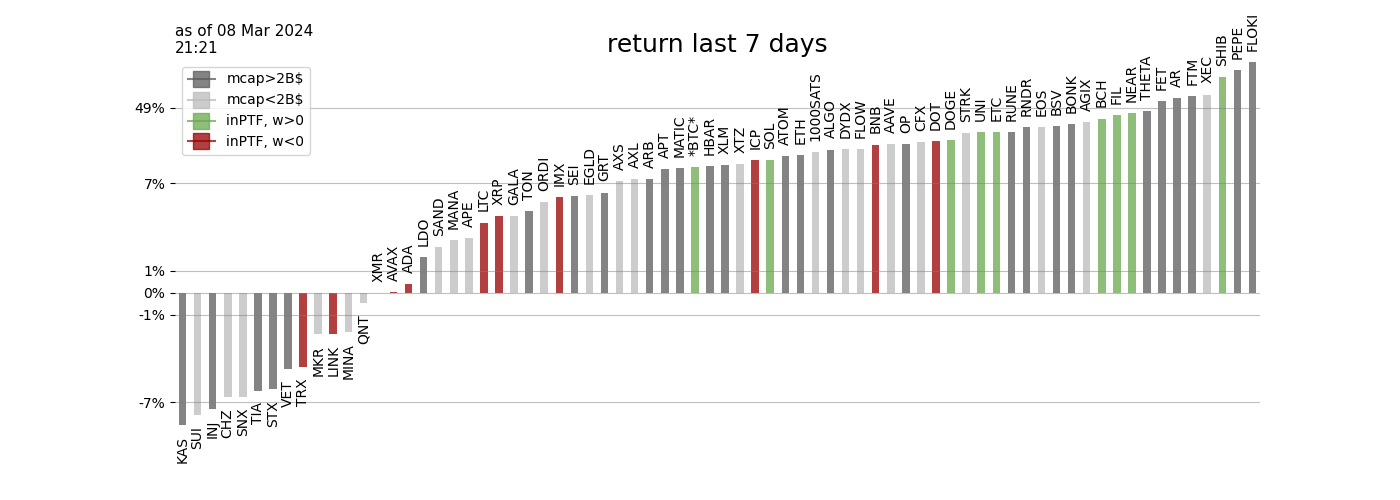 as of 08 Mar 2024
21:21
return last 7 days
mcap>2B$
mcap<2B$
inPTF, w>0
inPTF, w<0
49%
7%
1%
0%
-1%
-7%
KAS
SUI
INJ
CHZ
SNX
TIA
STX
VET
TRX
MKR
LINK
MINA
QNT
XMR
AVAX
ADA
LDO
SAND
MANA
APE
LTC
XRP
GALA
TON
ORDI
IMX
SEI
EGLD
GRT
AXS
AXL
ARB
APT
MATIC
*BTC*
HBAR
XLM
XTZ
ICP
SOL
ATOM
ETH
1000SATS
ALGO
DYDX
FLOW
BNB
AAVE
OP
CFX
DOT
DOGE
STRK
UNI
ETC
RUNE
RNDR
EOS
BSV
BONK
AGIX
BCH
FIL
NEAR
THETA
FET
AR
FTM
XEC
SHIB
PEPE
FLOKI